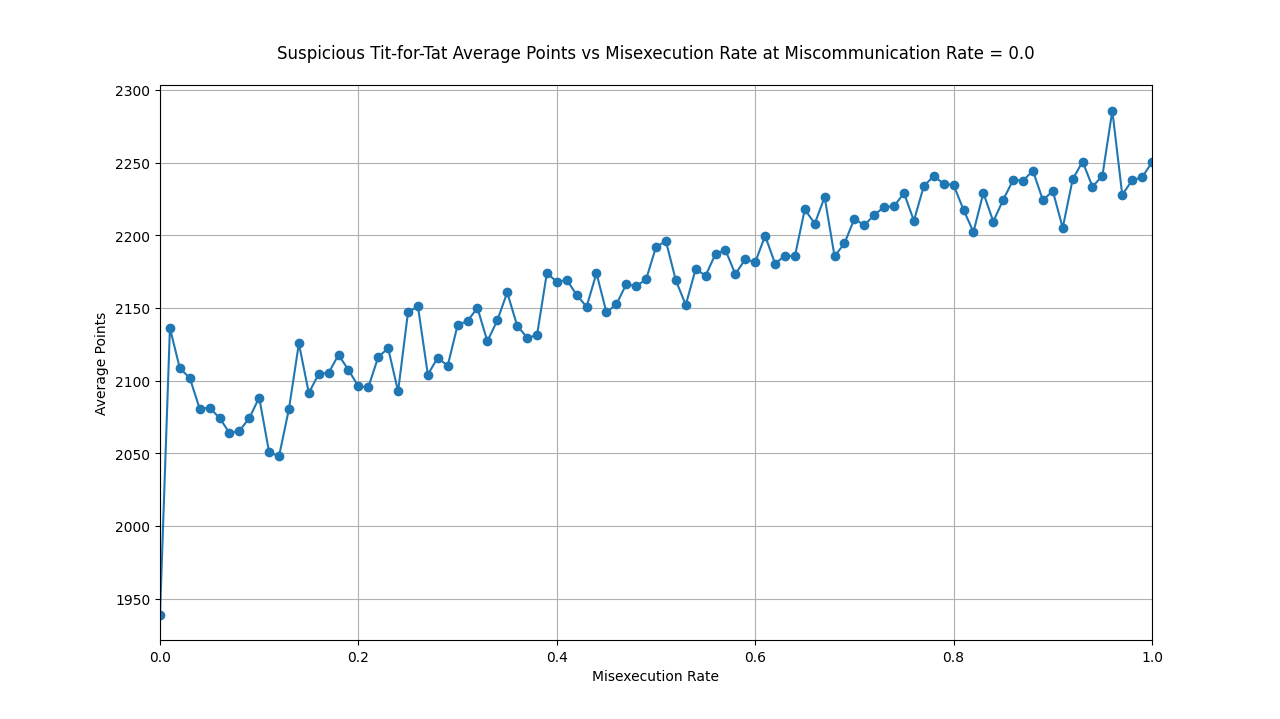 Suspicious Tit-for-Tat Average Points vs Misexecution Rate at Miscommunication Rate = 0.0
2300
2250
2200
2150
2100
2050
2000
1950
Average Points
0.0 0.2 0.4 0.6 0.8 1.0
Misexecution Rate